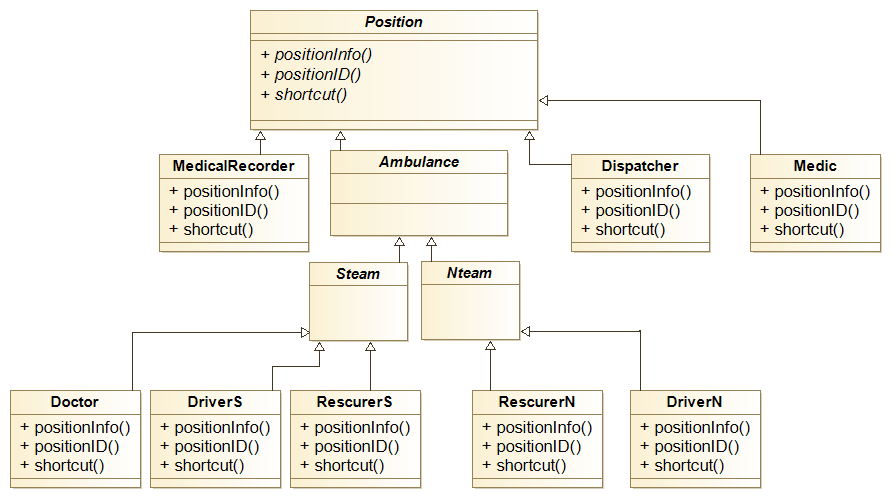 Position
+ positionInfo()
+ positionID()
+ shortcut()
MedicalRecorder
+ positionInfo()
+ positionID()
+ shortcut()
Ambulance
Dispatcher
+ positionInfo()
+ positionID()
+ shortcut()
Medic
+ positionInfo()
+ positionID()
+ shortcut()
Steam
Nteam
Doctor
+ positionInfo()
+ positionID()
+ shortcut()
DriverS
+ positionInfo()
+ positionID()
+ shortcut()
RescurerS
+ positionInfo()
+ positionID()
+ shortcut()
RescurerN
+ positionInfo()
+ positionID()
+ shortcut()
DriverN
+ positionInfo()
+ positionID()
+ shortcut()